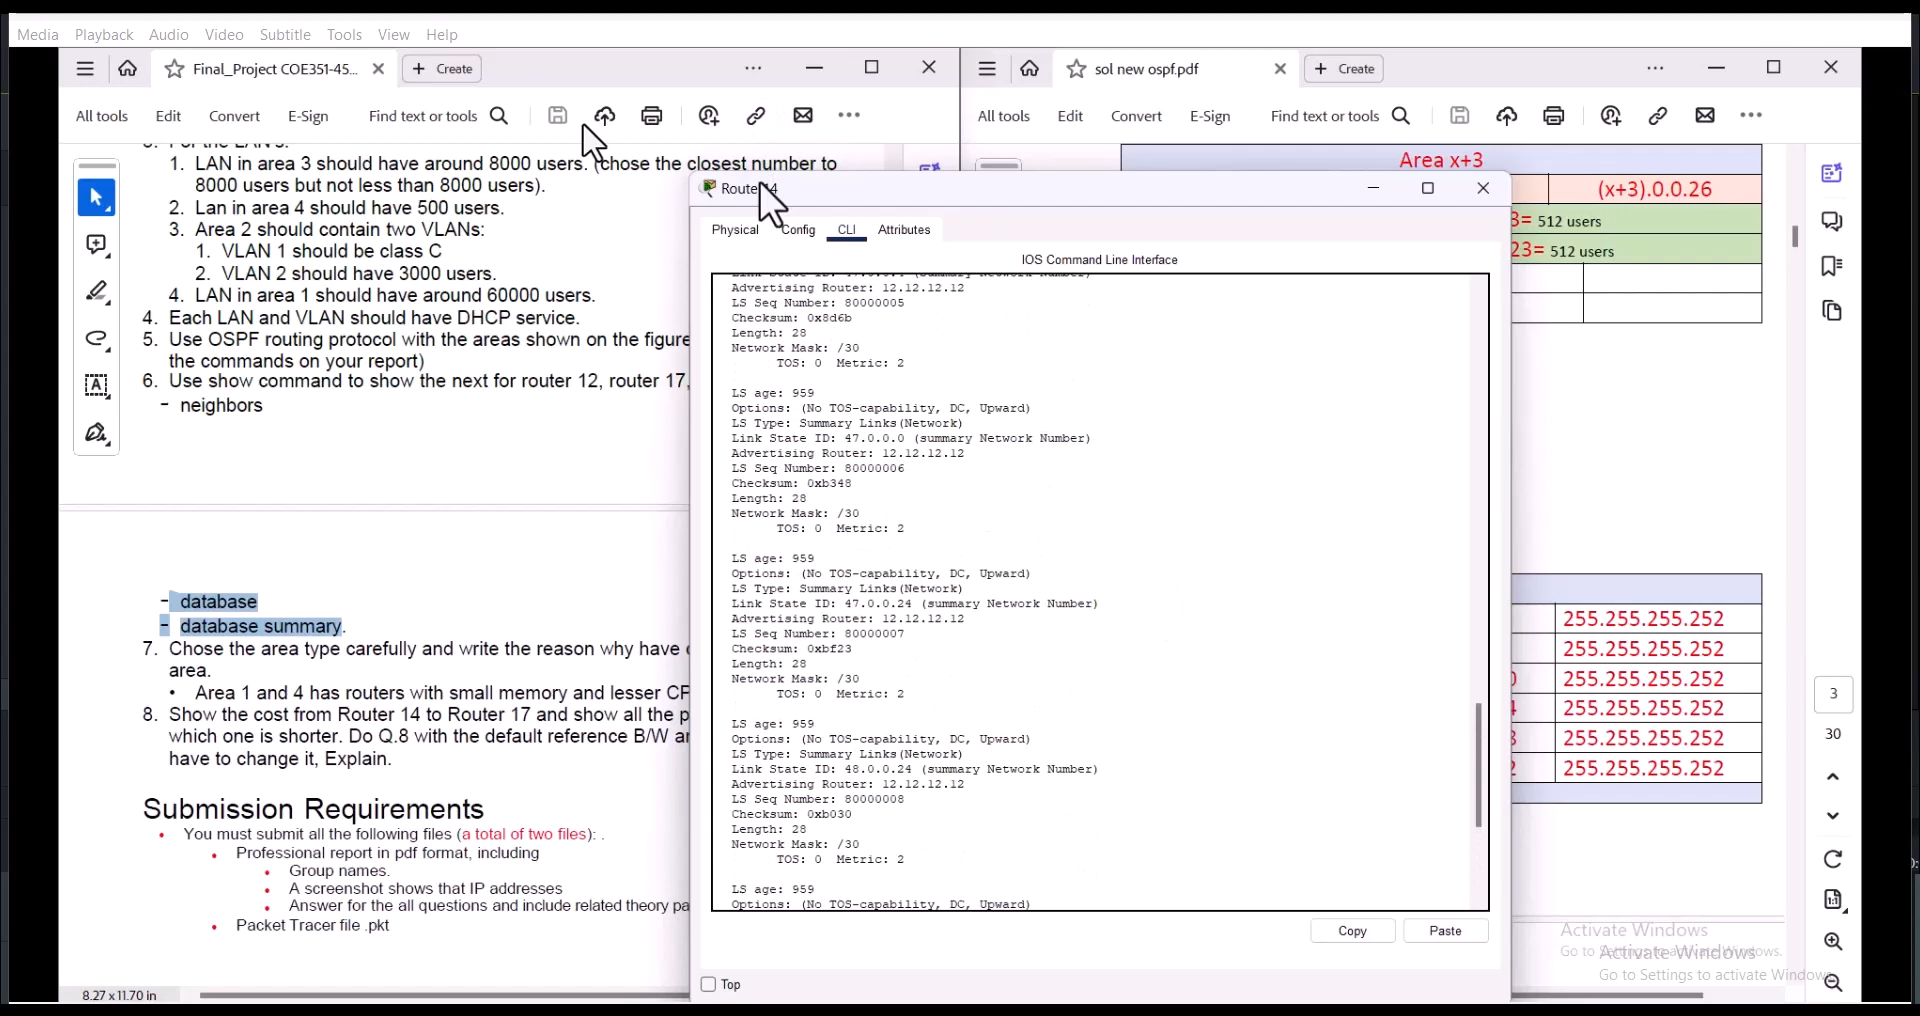 Media Playback Audio Video Subtitle Tools View Help
Final_Project COE351-45... Create
sol new ospf.pdf Create
All tools Edit Convert E-Sign Find text or tools
All tools Edit Convert E-Sign Find text or tools
1. LAN in area 3 should have around 8000 users. (chose the closest number to
8000 users but not less than 8000 users).
2. Lan in area 4 should have 500 users.
3. Area 2 should contain two VLANs:
1. VLAN 1 should be class C
2. VLAN 2 should have 3000 users.
4. LAN in area 1 should have around 60000 users.
4. Each LAN and VLAN should have DHCP service.
5. Use OSPF routing protocol with the areas shown on the figure
the commands on your report)
6. Use show command to show the next for router 12, router 17,
- neighbors
- database
- database summary.
7. Chose the area type carefully and write the reason why have
area.
• Area 1 and 4 has routers with small memory and lesser CP
8. Show the cost from Router 14 to Router 17 and show all the p
which one is shorter. Do Q.8 with the default reference B/W a
have to change it, Explain.
Submission Requirements
• You must submit all the following files (a total of two files): .
• Professional report in pdf format, including
• Group names.
• A screenshot shows that IP addresses
• Answer for the all questions and include related theory pa
• Packet Tracer file .pkt
8.27 x 11.70 in
Physical Config CLI Attributes
IOS Command Line Interface
Advertising Router: 12.12.12.12
LS Seq Number: 80000005
Checksum: 0x8d6b
Length: 28
Network Mask: /30
TOS: 0 Metric: 2
LS age: 959
Options: (No TOS-capability, DC, Upward)
LS Type: Summary Links(Network)
Link State ID: 47.0.0.0 (summary Network Number)
Advertising Router: 12.12.12.12
LS Seq Number: 80000006
Checksum: 0xb348
Length: 28
Network Mask: /30
TOS: 0 Metric: 2
LS age: 959
Options: (No TOS-capability, DC, Upward)
LS Type: Summary Links(Network)
Link State ID: 47.0.0.24 (summary Network Number)
Advertising Router: 12.12.12.12
LS Seq Number: 80000007
Checksum: 0xbf23
Length: 28
Network Mask: /30
TOS: 0 Metric: 2
LS age: 959
Options: (No TOS-capability, DC, Upward)
LS Type: Summary Links(Network)
Link State ID: 48.0.0.24 (summary Network Number)
Advertising Router: 12.12.12.12
LS Seq Number: 80000008
Checksum: 0xb030
Length: 28
Network Mask: /30
TOS: 0 Metric: 2
LS age: 959
Options: (No TOS-capability, DC, Upward)
Copy Paste
Top
Area x+3
(x+3).0.0.26
3= 512 users
23= 512 users
255.255.255.252
255.255.255.252
255.255.255.252
255.255.255.252
255.255.255.252
255.255.255.252
3
30
Activate Windows
Activate Windows
Go to Settings to activate Windows.